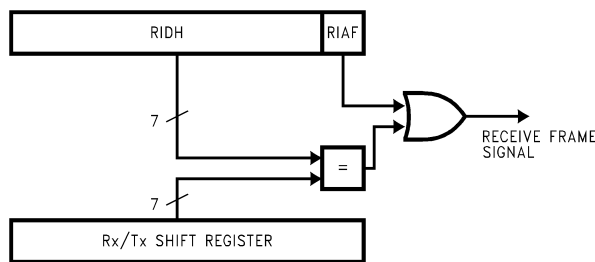 RIDH RIAF
7
=
RECEIVE FRAME
SIGNAL
7
Rx/Tx SHIFT REGISTER